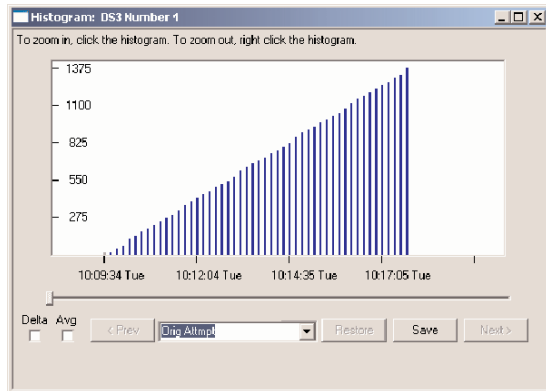 Histogram: DS3 Number 1
To zoom in, click the histogram. To zoom out, right click the histogram.
1375
1100
825
550
275
10:09:34 Tue 10:12:04 Tue 10:14:35 Tue 10:17:05 Tue
Delta Avg
< Prev Orig Attmpt Restore Save Next >